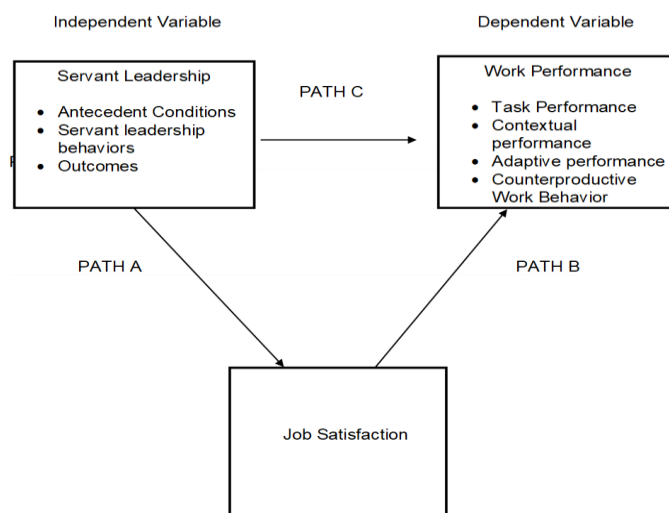 Independent Variable
Dependent Variable
Servant Leadership
• Antecedent Conditions
• Servant leadership
behaviors
• Outcomes
PATH C
Work Performance
• Task Performance
• Contextual
performance
• Adaptive performance
• Counterproductive
Work Behavior
PATH A
PATH B
Job Satisfaction